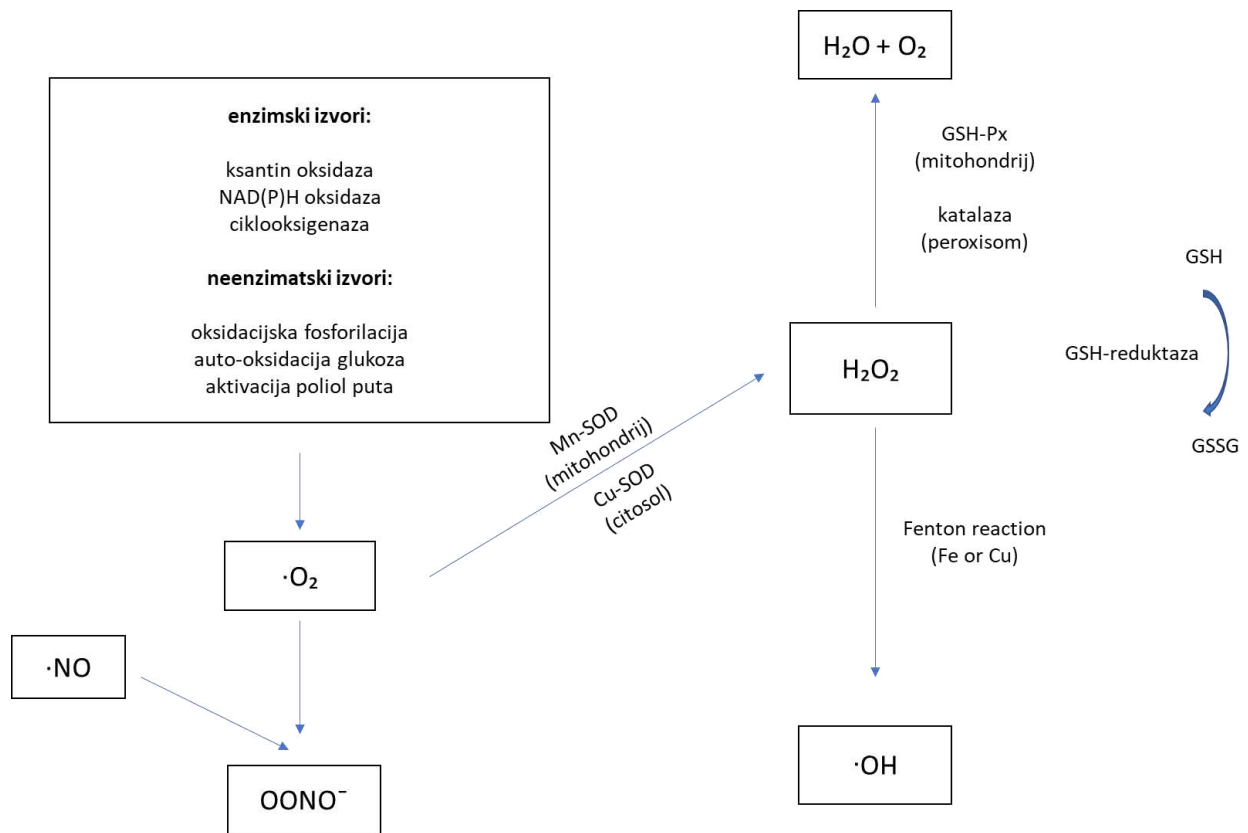 H₂O + O₂
enzimski izvori:
ksantin oksidaza
NAD(P)H oksidaza
ciklooksigenaza
neenzimatski izvori:
oksidacijska fosforilacija
auto-oksidacija glukoza
aktivacija poliol puta
GSH-Px
(mitohondrij)
katalaza
(peroxisom)
GSH
GSH-reduktaza
GSSG
H₂O₂
Mn-SOD
(mitohondrij)
Cu-SOD
(citosol)
Fenton reaction
(Fe or Cu)
·O₂
·NO
OONO⁻
·OH